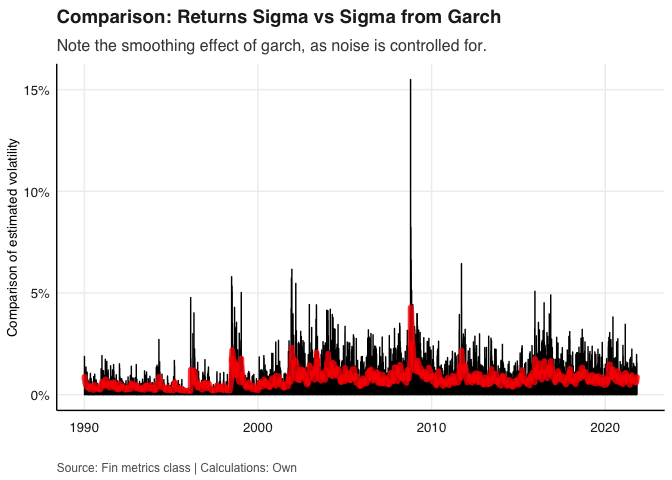 Comparison: Returns Sigma vs Sigma from Garch
Note the smoothing effect of garch, as noise is controlled for.
Comparison of estimated volatility
15%
10%
5%
0%
1990
2000
2010
2020
Source: Fin metrics class | Calculations: Own